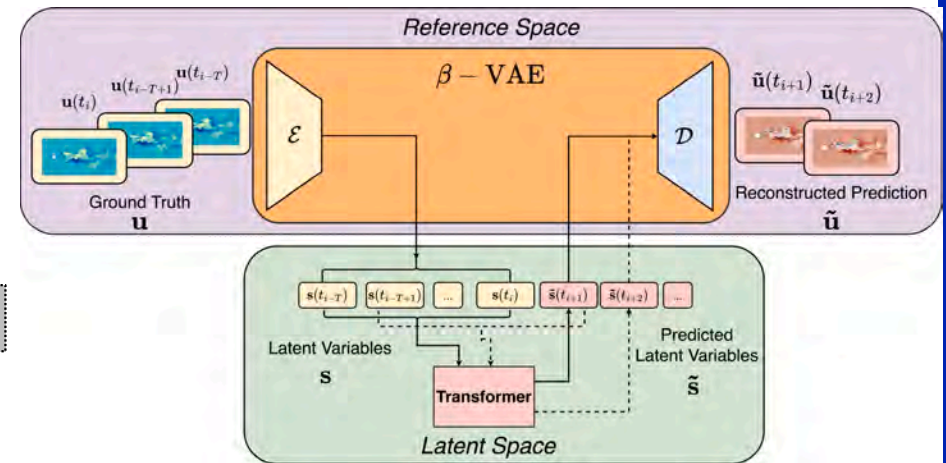 Reference Space
β − VAE
u(t_{i−T})
u(t_{i−T+1})
u(t_i)
ũ(t_{i+1})
ũ(t_{i+2})
ℰ
𝒟
Ground Truth
u
Reconstructed Prediction
ũ
s(t_{i−T}) s(t_{i−T+1}) ... s(t_i) s̃(t_{i+1}) s̃(t_{i+2}) ...
Latent Variables
s
Predicted
Latent Variables
s̃
Transformer
Latent Space